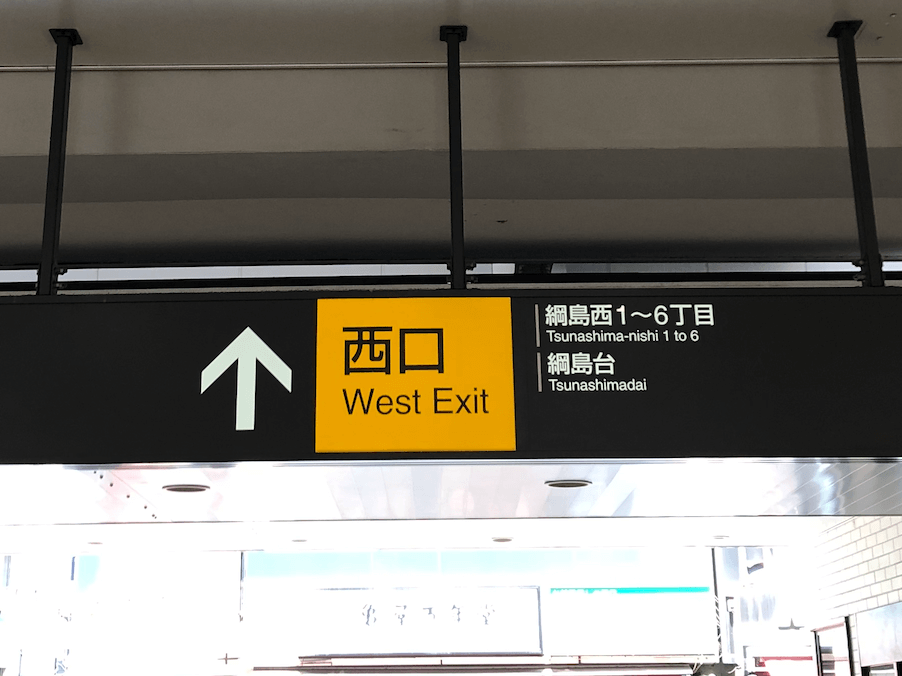 西口
West Exit
綱島西1〜6丁目
Tsunashima-nishi 1 to 6
綱島台
Tsunashimadai